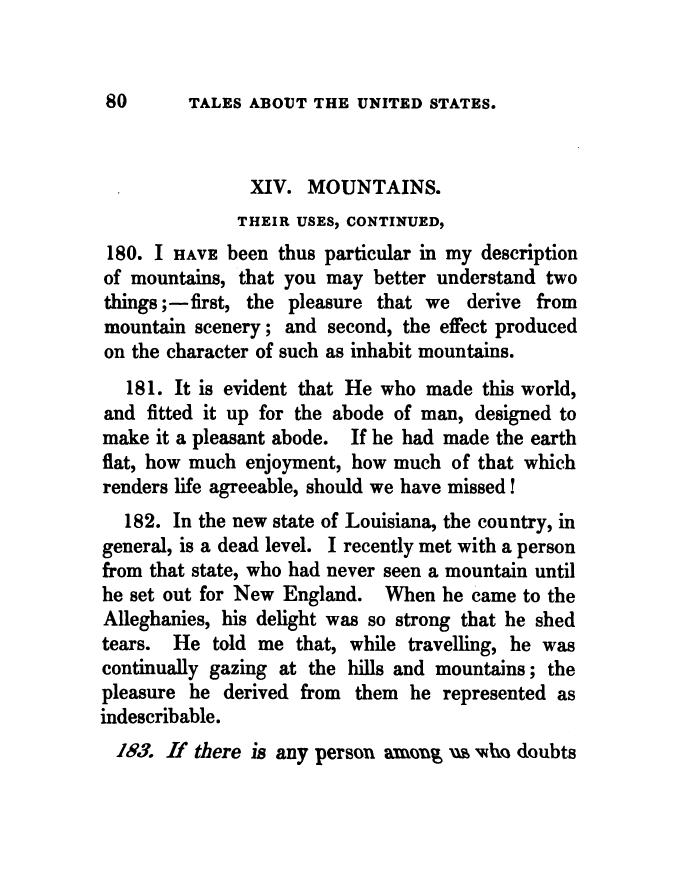 80 TALES ABOUT THE UNITED STATES.
XIV. MOUNTAINS.
THEIR USES, CONTINUED,
180. I HAVE been thus particular in my description
of mountains, that you may better understand two
things;—first, the pleasure that we derive from
mountain scenery; and second, the effect produced
on the character of such as inhabit mountains.
181. It is evident that He who made this world,
and fitted it up for the abode of man, designed to
make it a pleasant abode. If he had made the earth
flat, how much enjoyment, how much of that which
renders life agreeable, should we have missed!
182. In the new state of Louisiana, the country, in
general, is a dead level. I recently met with a person
from that state, who had never seen a mountain until
he set out for New England. When he came to the
Alleghanies, his delight was so strong that he shed
tears. He told me that, while travelling, he was
continually gazing at the hills and mountains; the
pleasure he derived from them he represented as
indescribable.
183. If there is any person among us who doubts